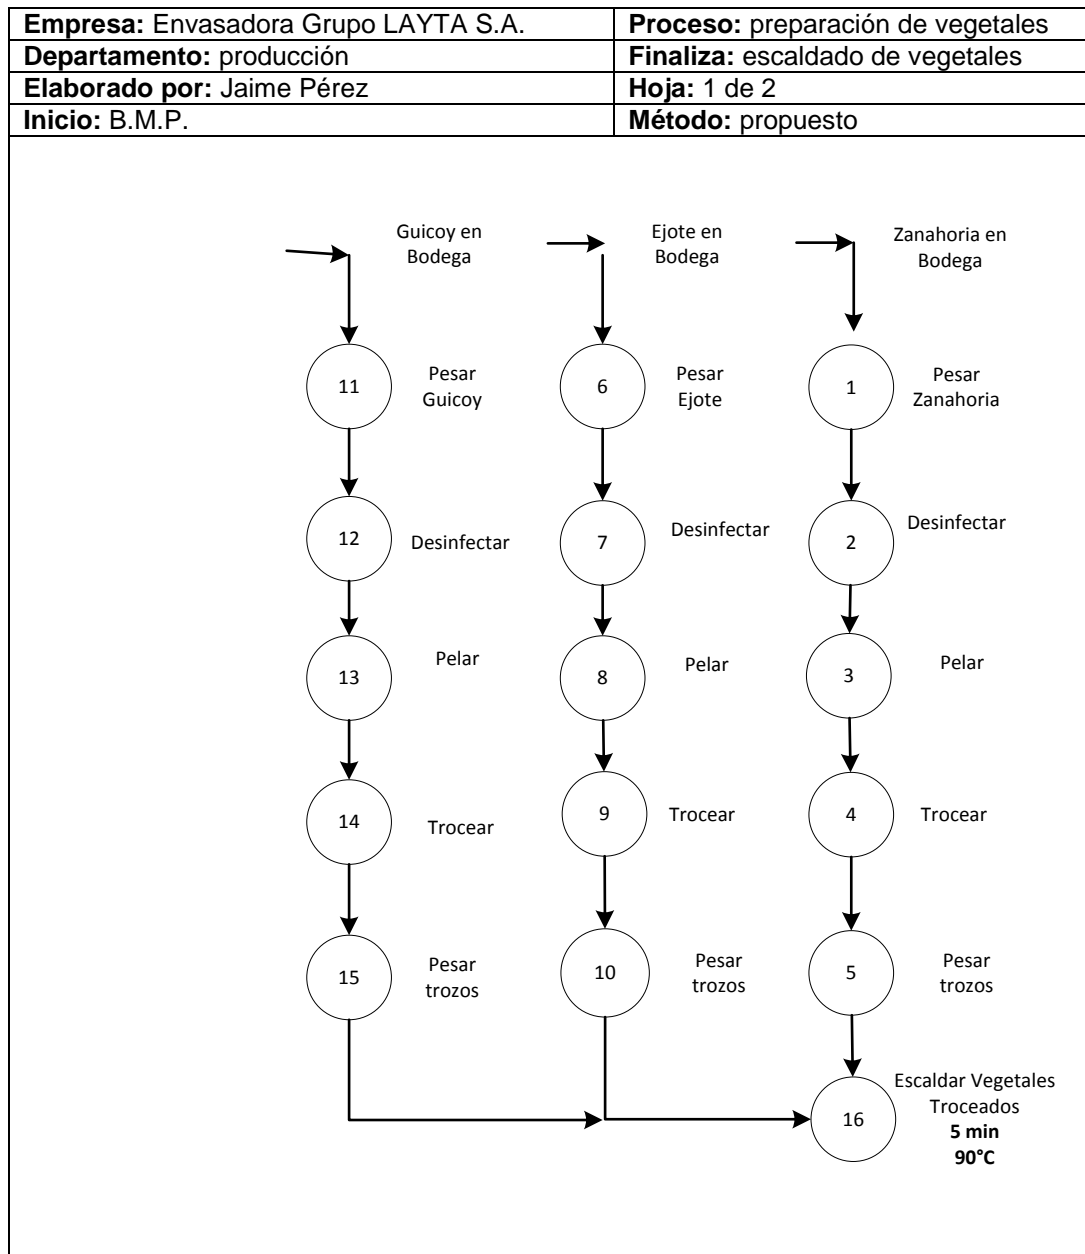 Empresa: Envasadora Grupo LAYTA S.A.
Proceso: preparación de vegetales
Departamento: producción
Finaliza: escaldado de vegetales
Elaborado por: Jaime Pérez
Hoja: 1 de 2
Inicio: B.M.P.
Método: propuesto
Guicoy en
Bodega
Ejote en
Bodega
Zanahoria en
Bodega
11
Pesar
Guicoy
6
Pesar
Ejote
1
Pesar
Zanahoria
12
Desinfectar
7
Desinfectar
2
Desinfectar
13
Pelar
8
Pelar
3
Pelar
14
Trocear
9
Trocear
4
Trocear
15
Pesar
trozos
10
Pesar
trozos
5
Pesar
trozos
16
Escaldar Vegetales
Troceados
5 min
90°C